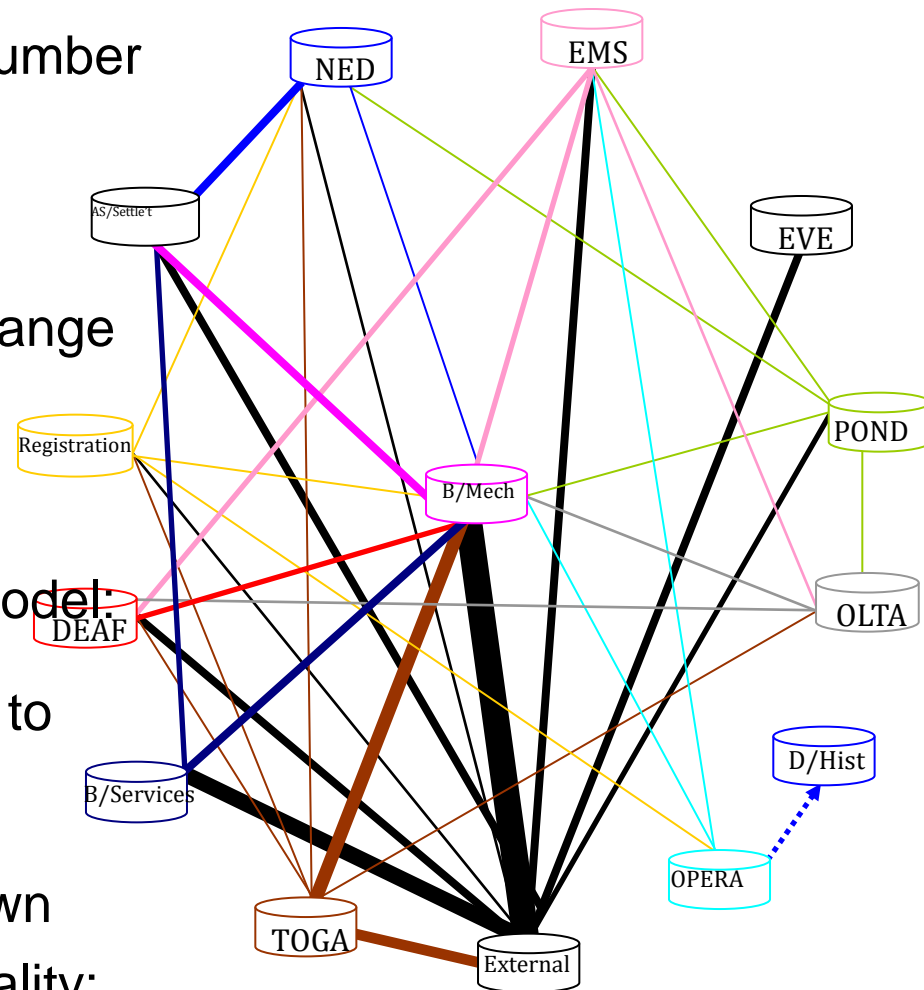 umber
NED
EMS
AS/Settle't
EVE
ange
Registration
POND
B/Mech
odel:
DEAF
OLTA
to
D/Hist
B/Services
OPERA
wn
TOGA
External
ality: